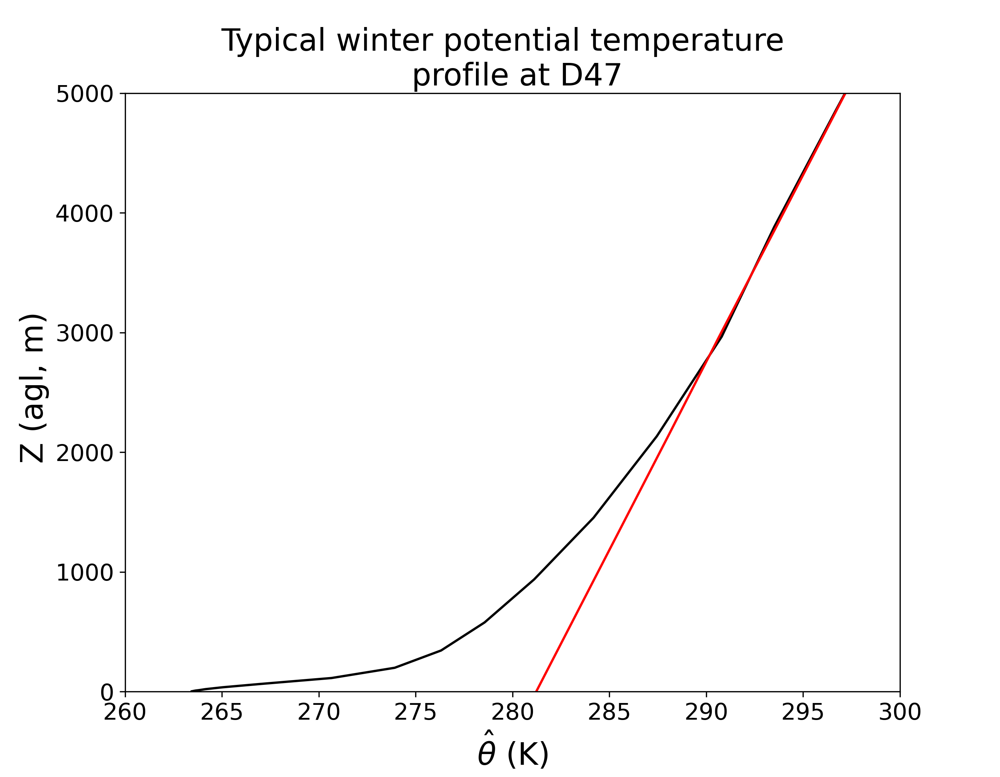 Typical winter potential temperature
profile at D47
5000
4000
3000
2000
1000
0
Z (agl, m)
260 265 270 275 280 285 290 295 300
θ̂ (K)